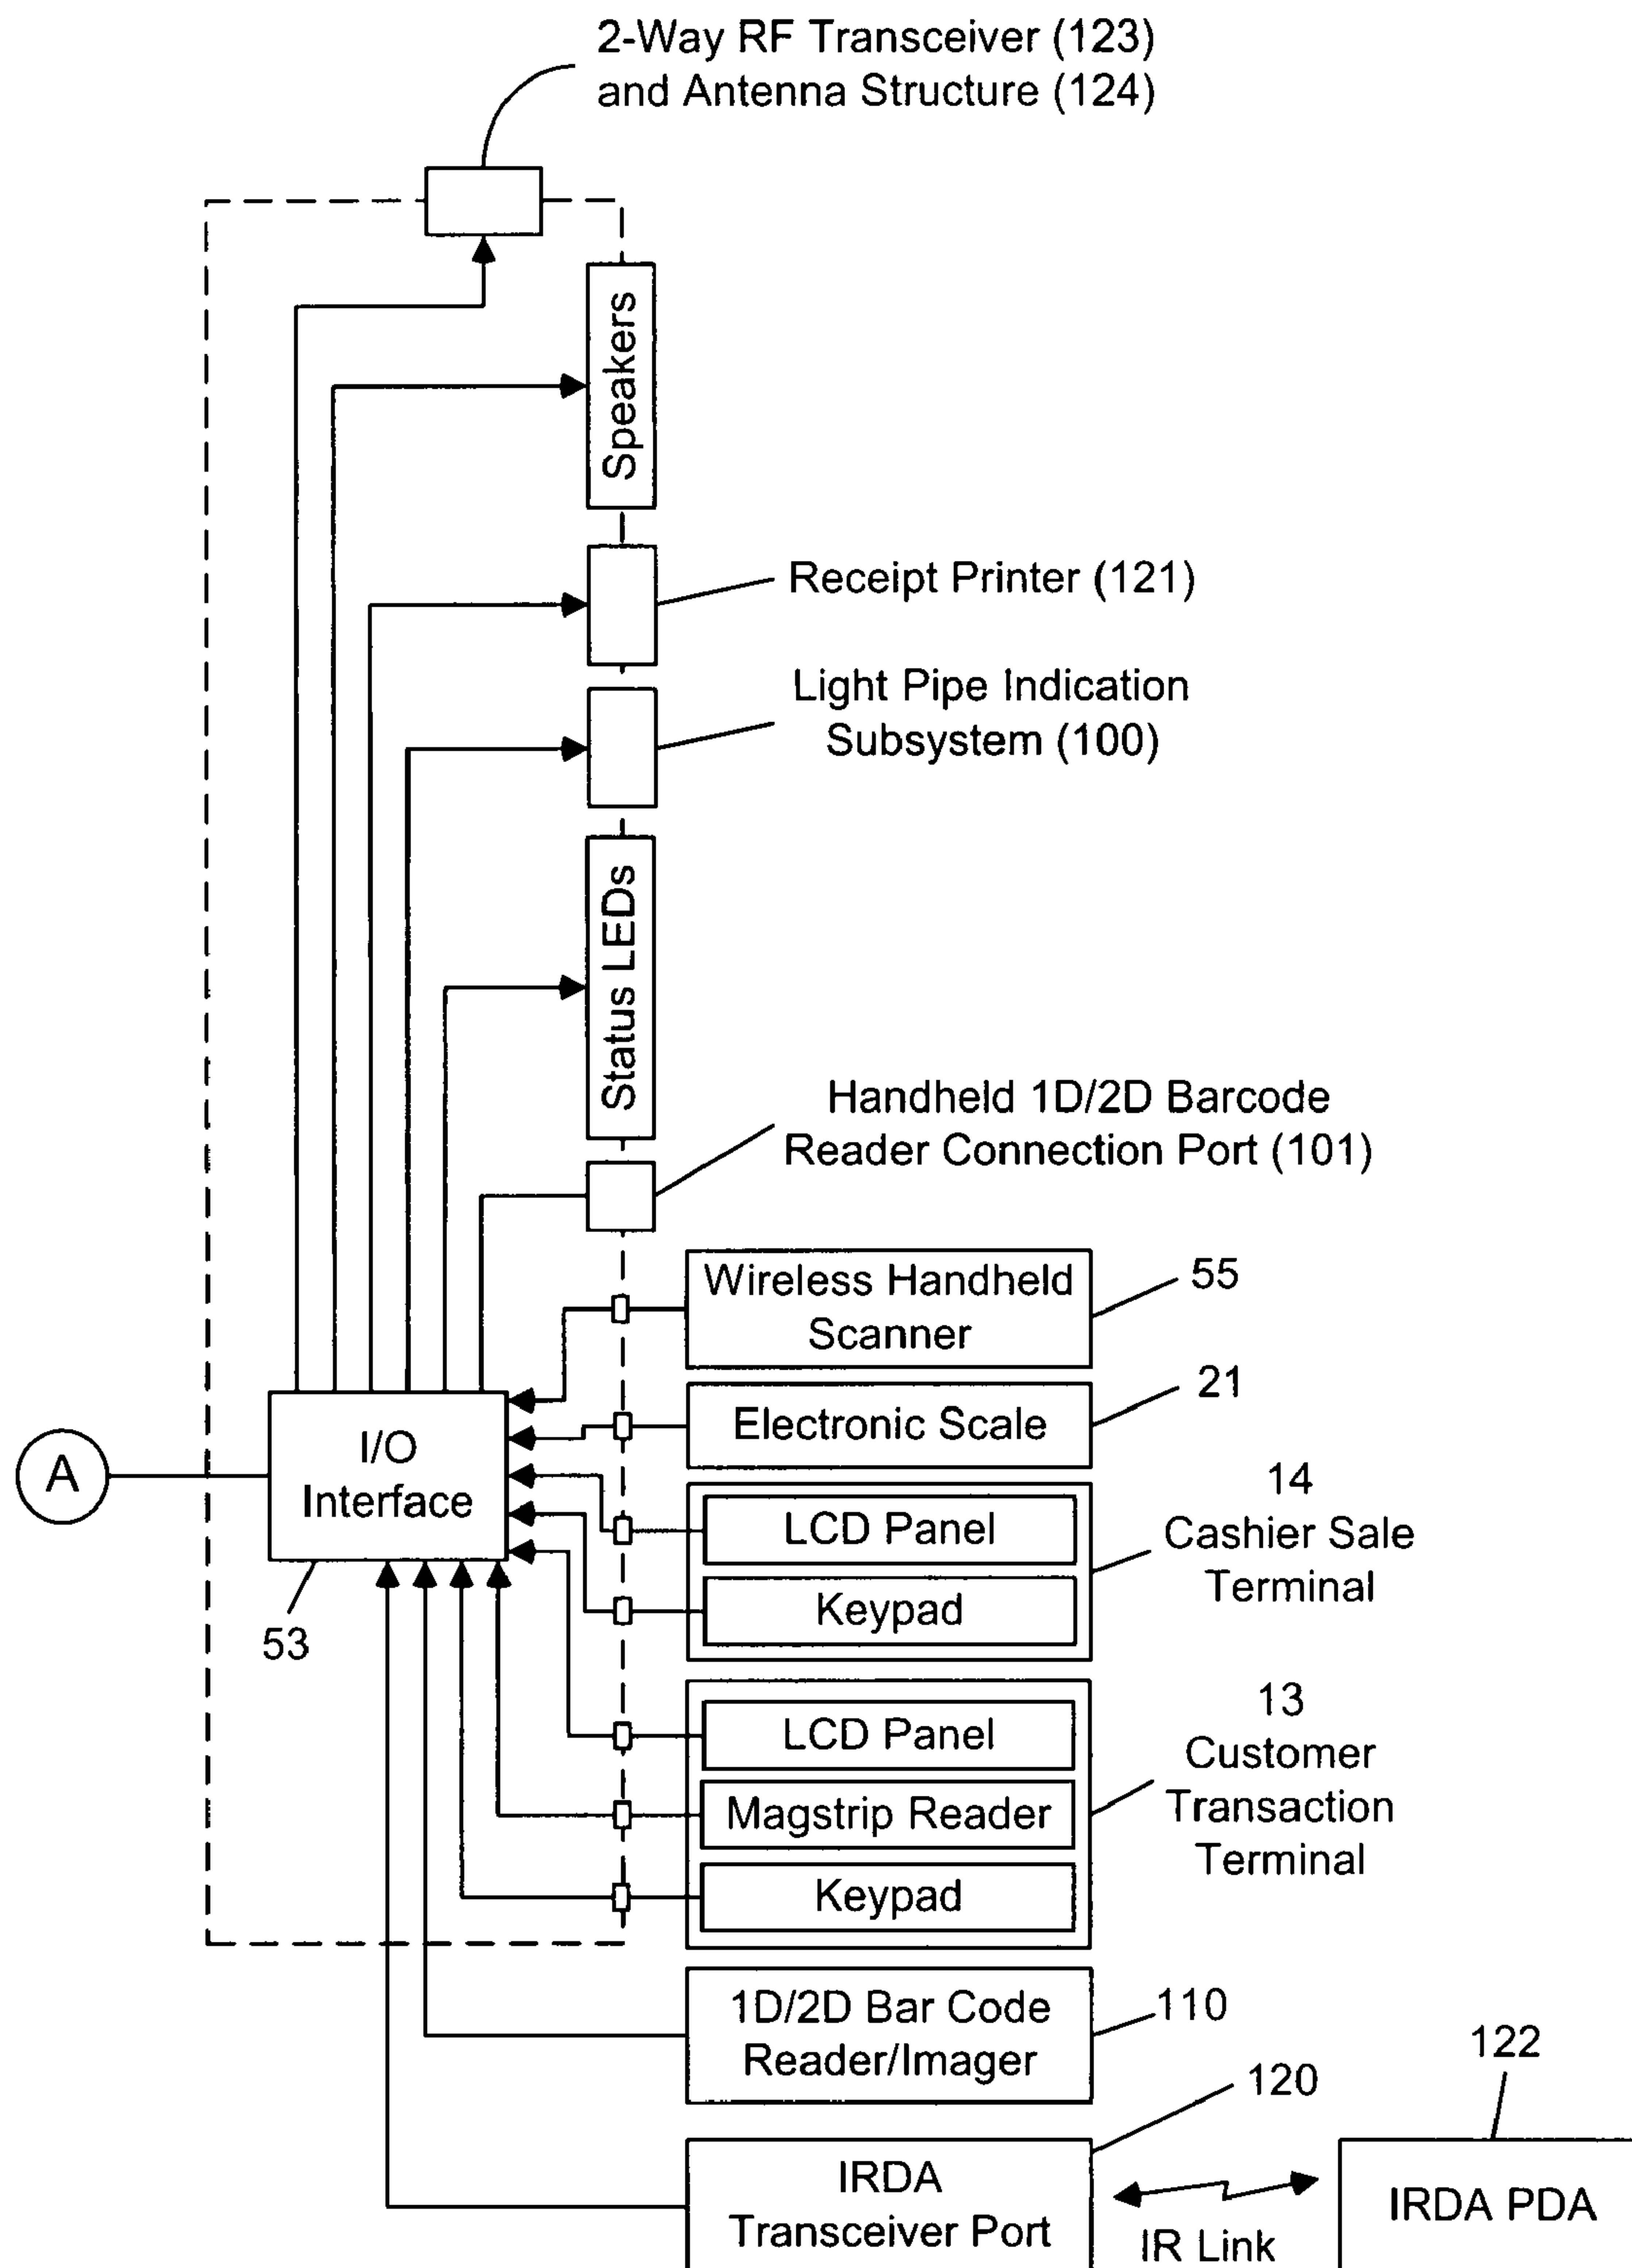 2-Way RF Transceiver (123)
and Antenna Structure (124)
Speakers
Receipt Printer (121)
Light Pipe Indication
Subsystem (100)
Status LEDs
Handheld 1D/2D Barcode
Reader Connection Port (101)
Wireless Handheld
Scanner
55
Electronic Scale
21
A
I/O
Interface
53
LCD Panel
Keypad
14
Cashier Sale
Terminal
LCD Panel
Magstrip Reader
Keypad
13
Customer
Transaction
Terminal
1D/2D Bar Code
Reader/Imager
110
IRDA
Transceiver Port
120
IR Link
122
IRDA PDA